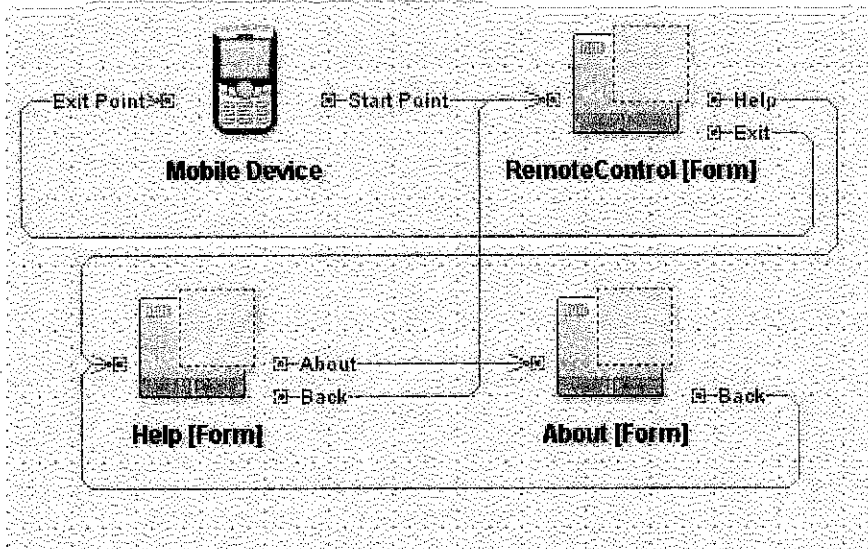 Exit Point
Start Point
Help
Exit
Mobile Device
RemoteControl [Form]
About
Back
Back
Help [Form]
About [Form]